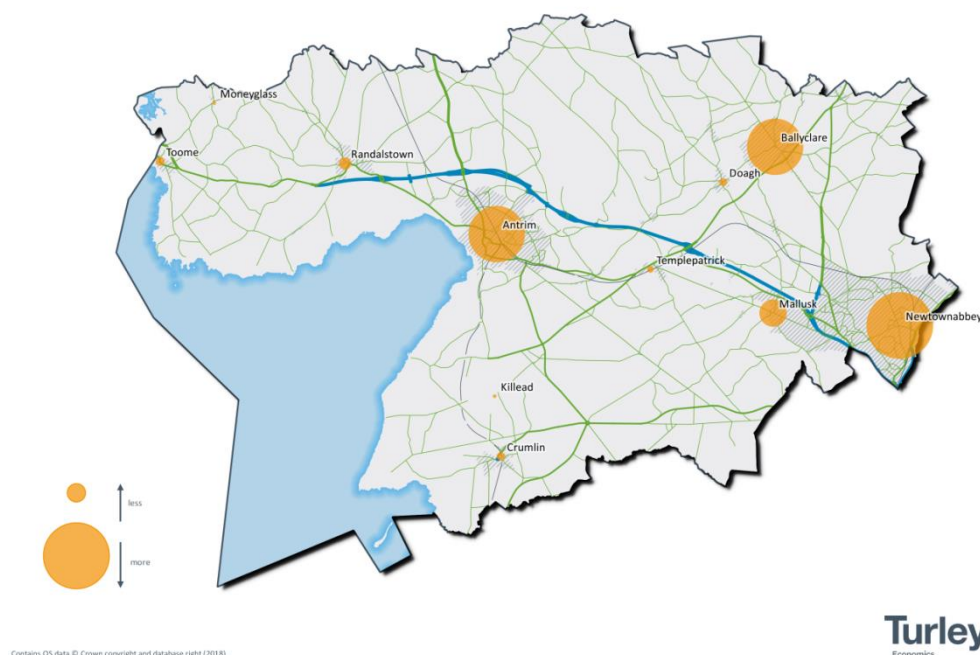 Moneyglass
Toome
Randalstown
Ballyclare
Doagh
Antrim
Templepatrick
Mallusk
Newtownabbey
Killead
Crumlin
less
more
Turley
Economics
Contains OS data © Crown copyright and database right (2018)